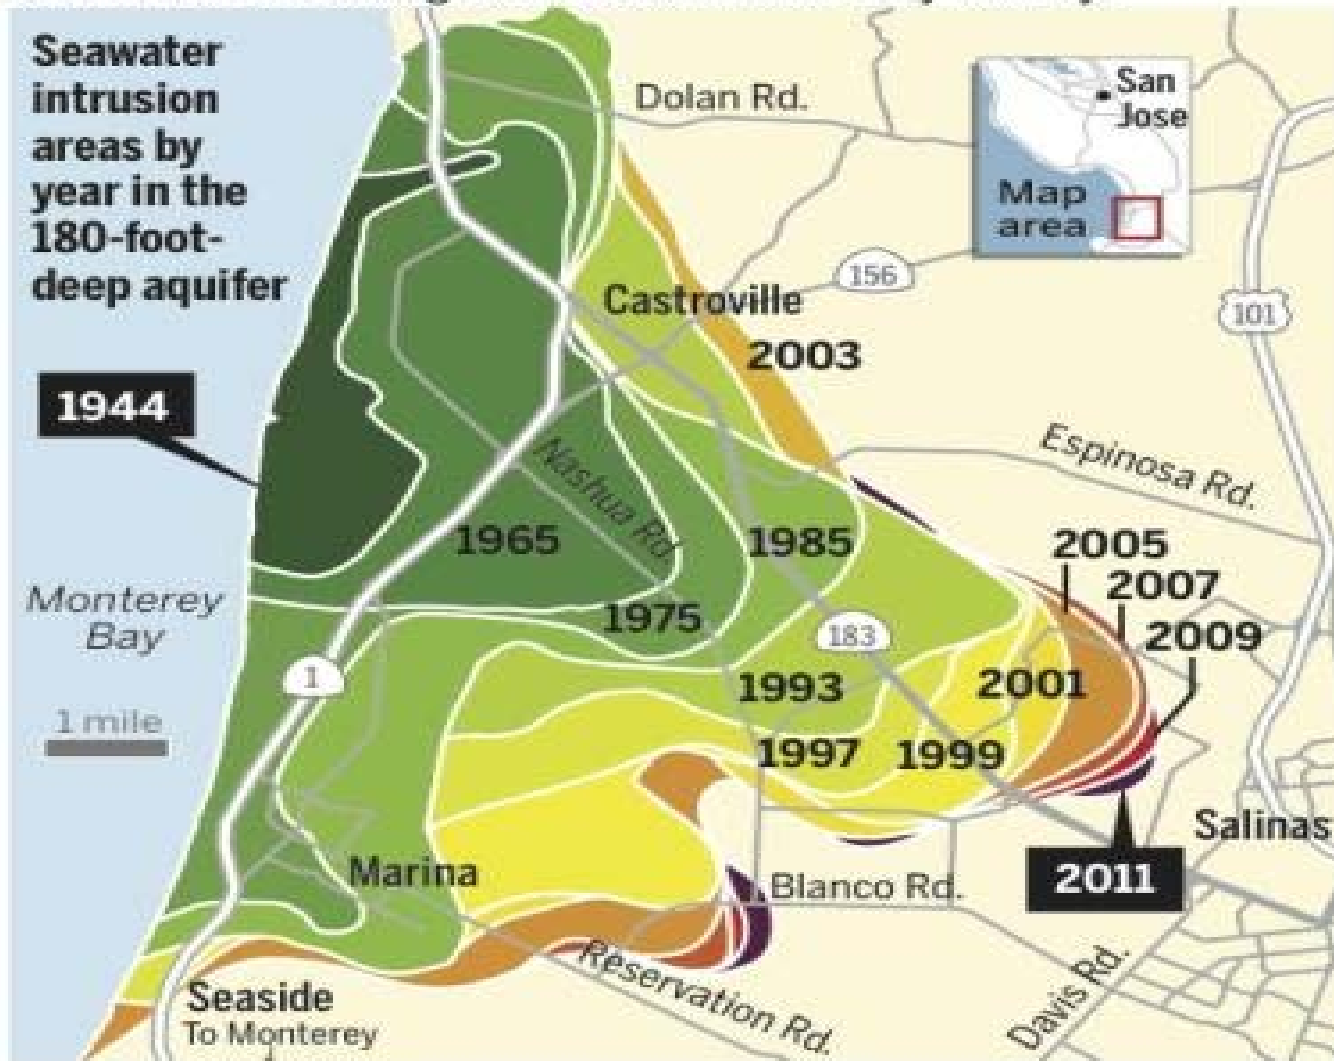 Seawater
intrusion
areas by
year in the
180-foot-
deep aquifer
Dolan Rd.
San
Jose
Map
area
156
Castroville
101
2003
1944
Espinosa Rd.
Nashua Rd.
1965
1985
2005
2007
Monterey
Bay
1975
183
2009
1
1993
2001
1 mile
1997
1999
Salinas
Marina
Blanco Rd.
2011
Reservation Rd.
Davis Rd.
Seaside
To Monterey